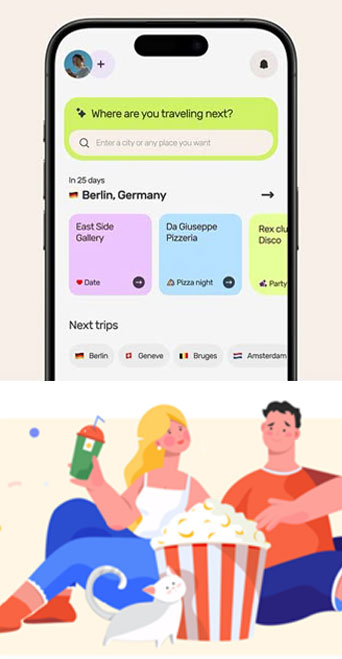 +
Where are you traveling next?
Enter a city or any place you want
In 25 days
Berlin, Germany
East Side
Gallery
Date
Da Giuseppe
Pizzeria
Pizza night
Rex clu
Disco
Party
Next trips
Berlin
Geneve
Bruges
Amsterdam